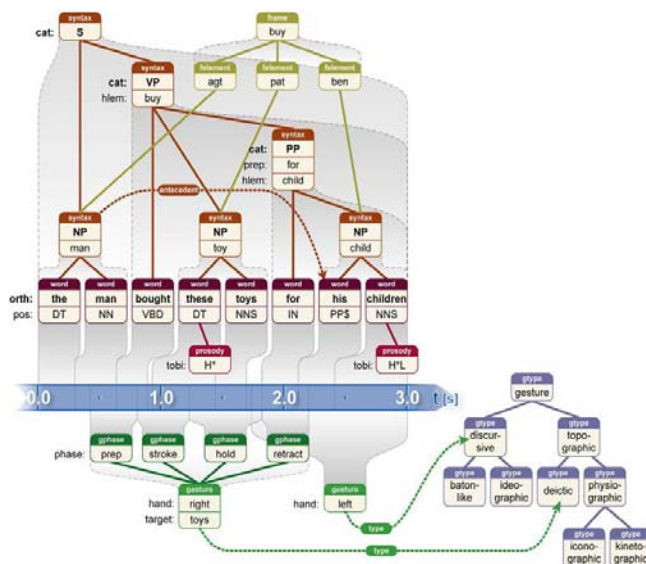 syntax frame
cat: S buy
syntax felement felement felement
cat: VP agt pat ben
hlem: buy
syntax
cat: PP
prep: for
hlem: child
antecedent
syntax syntax syntax
NP NP NP
man toy child
word word word word word word word word
orth: the man bought these toys for his children
pos: DT NN VBD DT NNS IN PP$ NNS
prosody prosody
tobi: H* tobi: H*L
0.0 1.0 2.0 3.0 t [s]
gtype
gesture
gphase gphase gphase gphase
phase: prep stroke hold retract
gtype gtype
discur- topo-
sive graphic
gesture gesture
hand: right hand: left
target: toys
gtype gtype gtype gtype
baton- ideo- deictic physio-
like graphic graphic
type
type
gtype gtype
icono- kineto-
graphic graphic